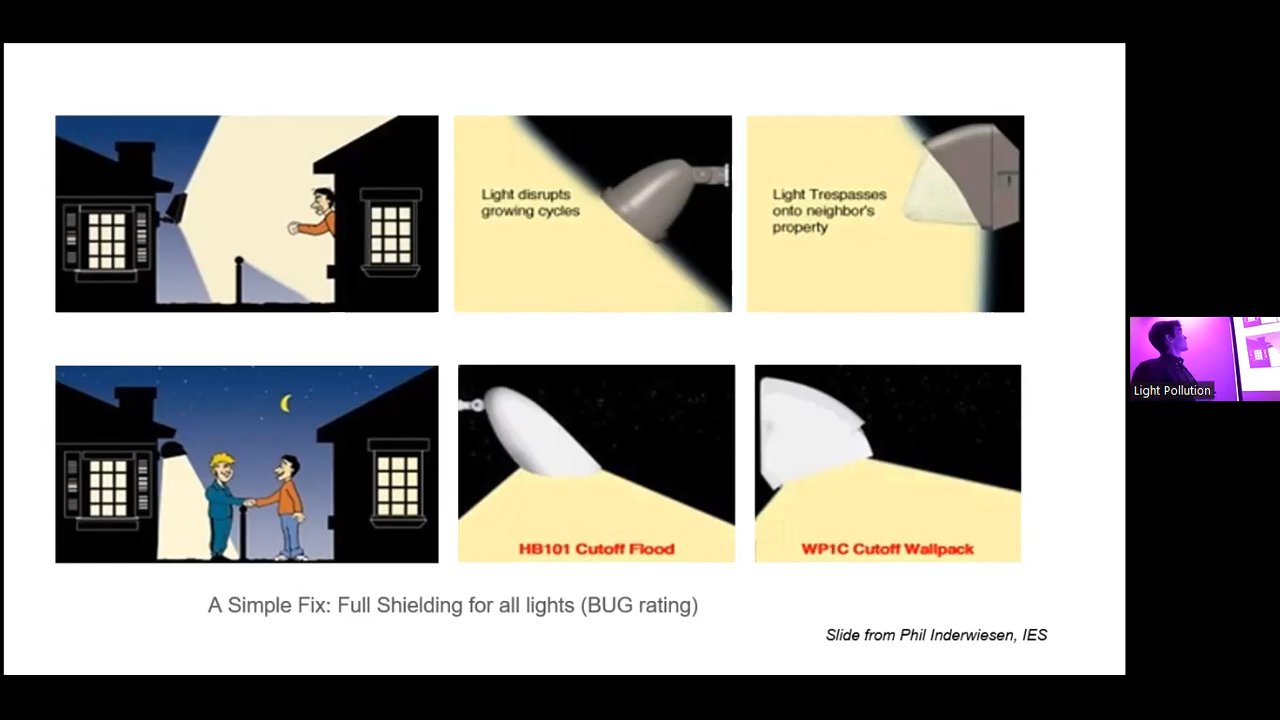 Light disrupts
growing cycles
Light Trespasses
onto neighbor's
property
HB101 Cutoff Flood
WP1C Cutoff Wallpack
A Simple Fix: Full Shielding for all lights (BUG rating)
Slide from Phil Inderwiesen, IES
Light Pollution